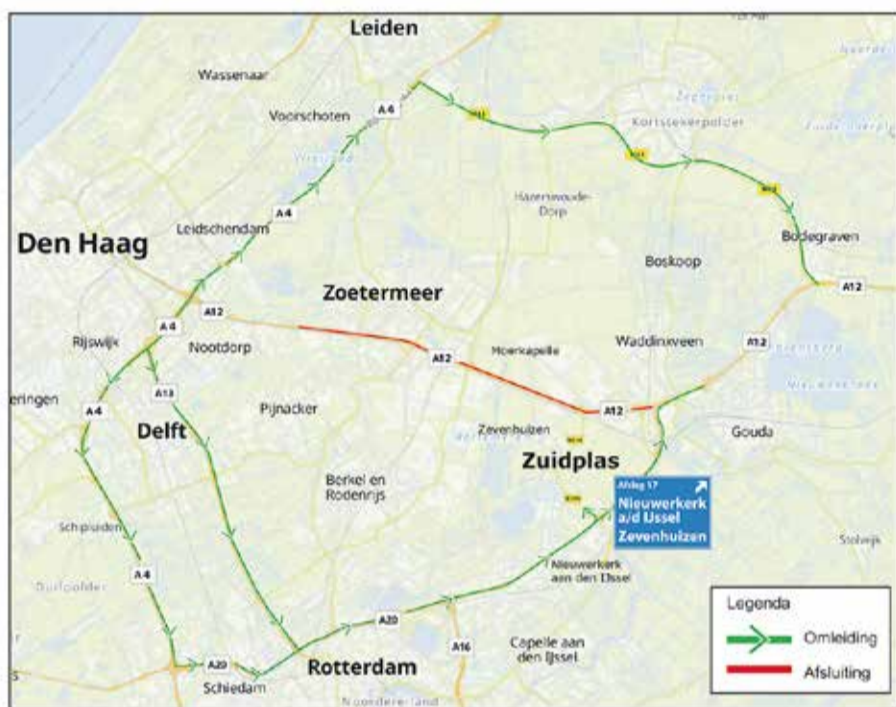 Leiden
Wassenaar
Voorschoten
A4
Hazerswoude-
Dorp
Leidschendam
A4
Den Haag
Bodegraven
Boskoop
Zoetermeer
A12
A12
A4
Rijswijk
Nootdorp
Moerkapelle
Waddinxveen
A12
A12
A13
A4
Pijnacker
A12
Delft
Zevenhuizen
Gouda
Zuidplas
Berkel en
Rodenrijs
Afslag 17
Nieuwerkerk
a/d IJssel
Zevenhuizen
Schipluiden
Stolwijk
Nieuwerkerk
aan den IJssel
A4
Legenda
Omleiding
Afsluiting
A20
A16
Capelle aan
den IJssel
A20
Rotterdam
Schiedam